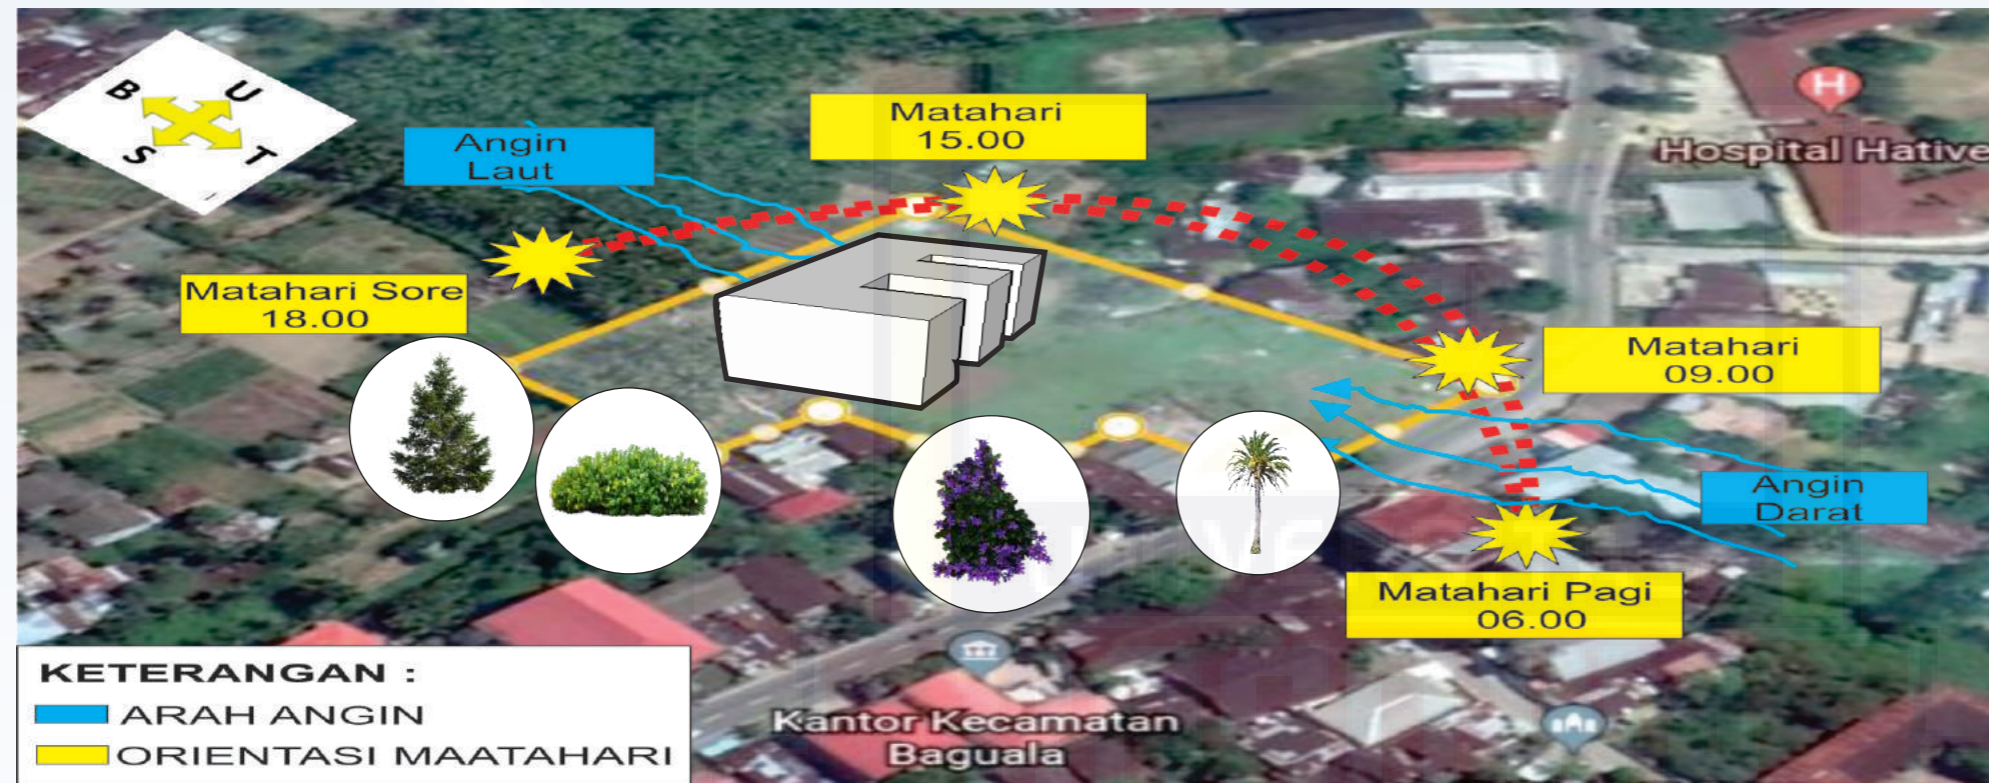 B
U
S
T
Angin
Laut
Matahari
15.00
H
Hospital Hative
Matahari Sore
18.00
Matahari
09.00
Angin
Darat
Matahari Pagi
06.00
KETERANGAN :
ARAH ANGIN
ORIENTASI MAATAHARI
Kantor Kecamatan
Baguala